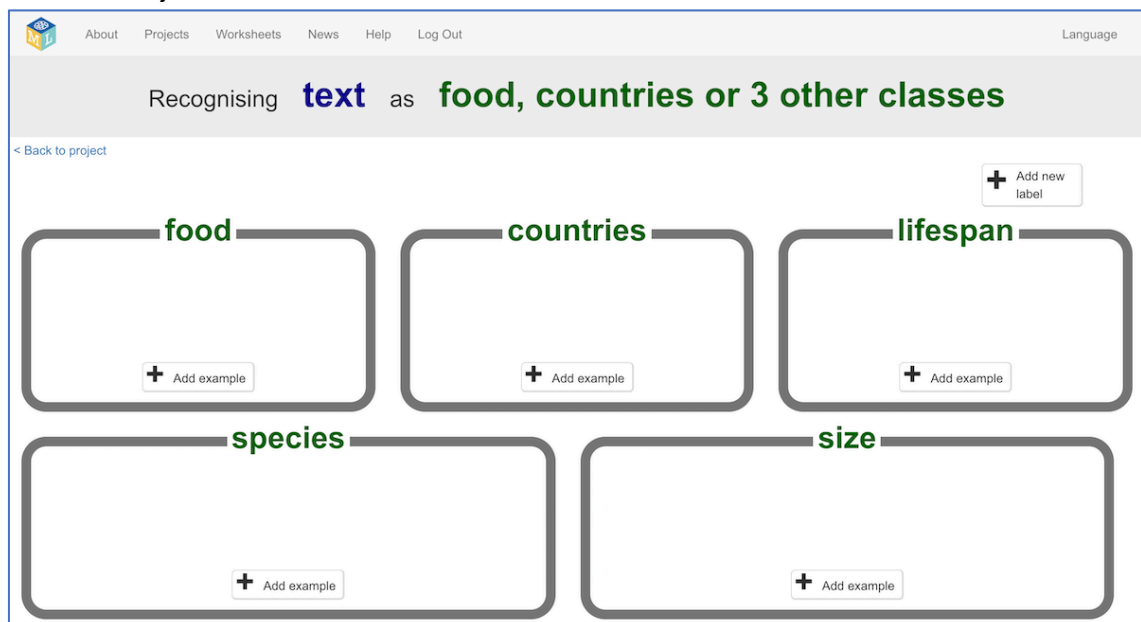 ML
About Projects Worksheets News Help Log Out Language
Recognising text as food, countries or 3 other classes
< Back to project
Add new
label
food countries lifespan
Add example Add example Add example
species size
Add example Add example